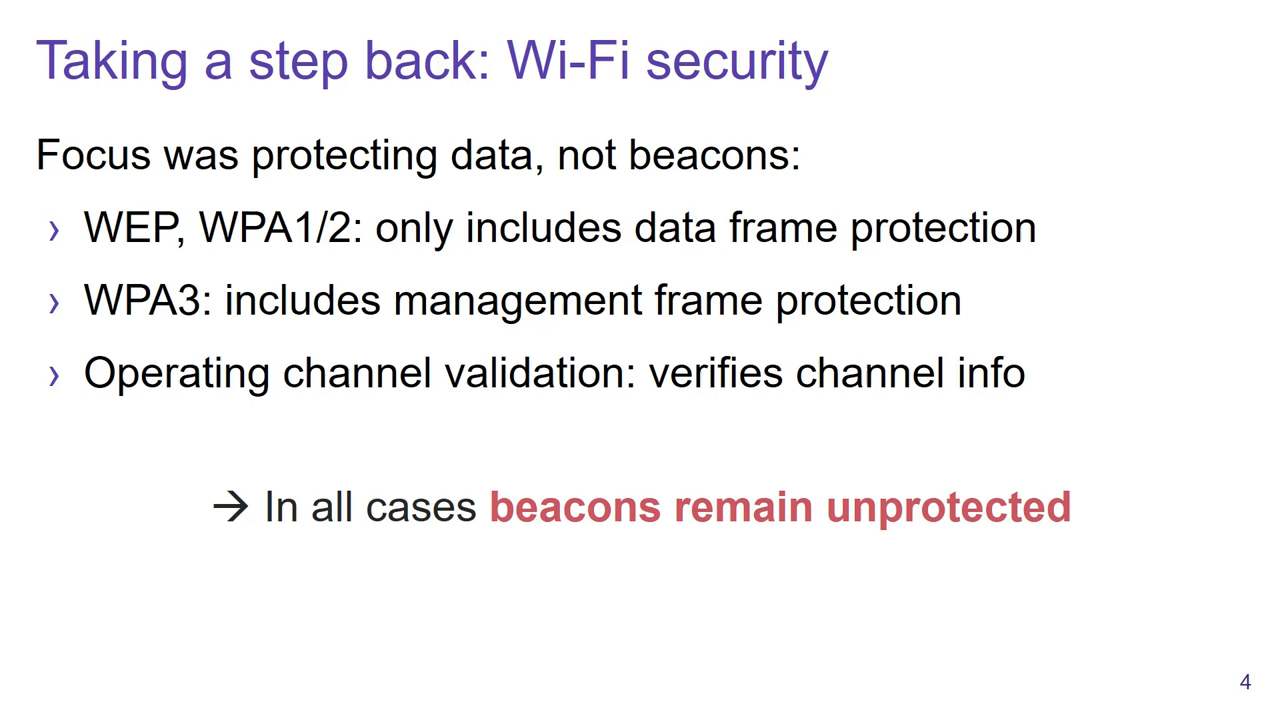 Taking a step back: Wi-Fi security
Focus was protecting data, not beacons:
› WEP, WPA1/2: only includes data frame protection
› WPA3: includes management frame protection
› Operating channel validation: verifies channel info
→ In all cases beacons remain unprotected
4